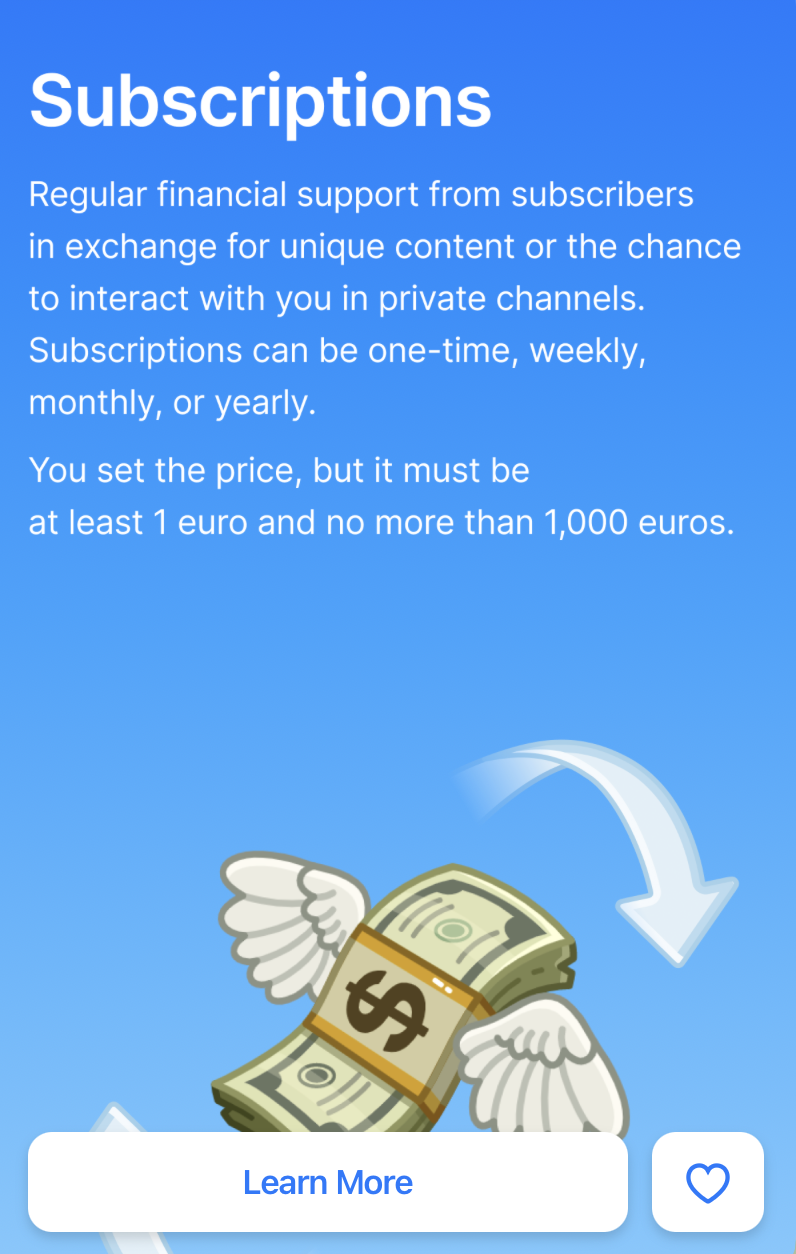 Subscriptions
Regular financial support from subscribers
in exchange for unique content or the chance
to interact with you in private channels.
Subscriptions can be one-time, weekly,
monthly, or yearly.
You set the price, but it must be
at least 1 euro and no more than 1,000 euros.
$
Learn More